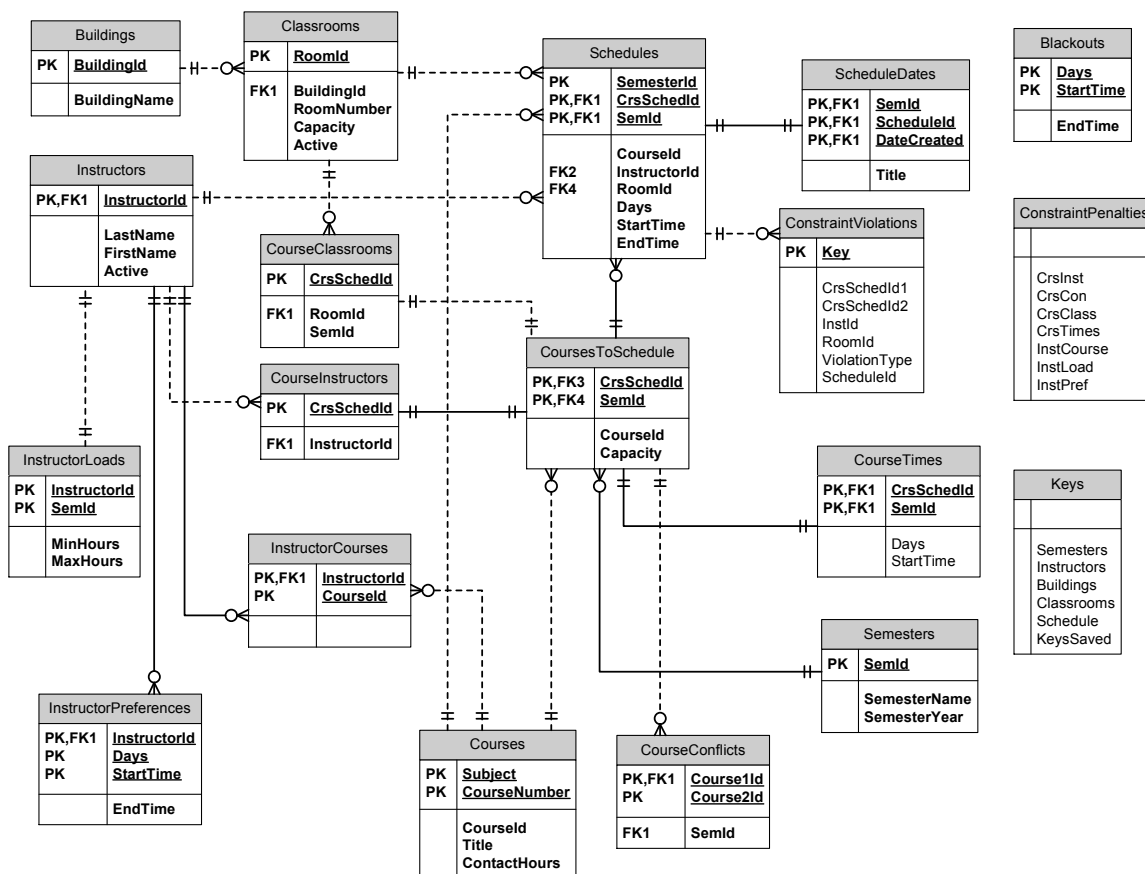 Buildings
PK BuildingId
BuildingName
Classrooms
PK RoomId
FK1 BuildingId
RoomNumber
Capacity
Active
Schedules
PK SemesterId
PK,FK1 CrsSchedId
PK,FK1 SemId
CourseId
FK2 InstructorId
FK4 RoomId
Days
StartTime
EndTime
ScheduleDates
PK,FK1 SemId
PK,FK1 ScheduleId
PK,FK1 DateCreated
Title
Blackouts
PK Days
PK StartTime
EndTime
Instructors
PK,FK1 InstructorId
LastName
FirstName
Active
CourseClassrooms
PK CrsSchedId
FK1 RoomId
SemId
ConstraintViolations
PK Key
CrsSchedId1
CrsSchedId2
InstId
RoomId
ViolationType
ScheduleId
ConstraintPenalties
CrsInst
CrsCon
CrsClass
CrsTimes
InstCourse
InstLoad
InstPref
CourseInstructors
PK CrsSchedId
FK1 InstructorId
CoursesToSchedule
PK,FK3 CrsSchedId
PK,FK4 SemId
CourseId
Capacity
InstructorLoads
PK InstructorId
PK SemId
MinHours
MaxHours
InstructorCourses
PK,FK1 InstructorId
PK CourseId
CourseTimes
PK,FK1 CrsSchedId
PK,FK1 SemId
Days
StartTime
Keys
Semesters
Instructors
Buildings
Classrooms
Schedule
KeysSaved
Semesters
PK SemId
SemesterName
SemesterYear
InstructorPreferences
PK,FK1 InstructorId
PK Days
PK StartTime
EndTime
Courses
PK Subject
PK CourseNumber
CourseId
Title
ContactHours
CourseConflicts
PK,FK1 Course1Id
PK Course2Id
FK1 SemId